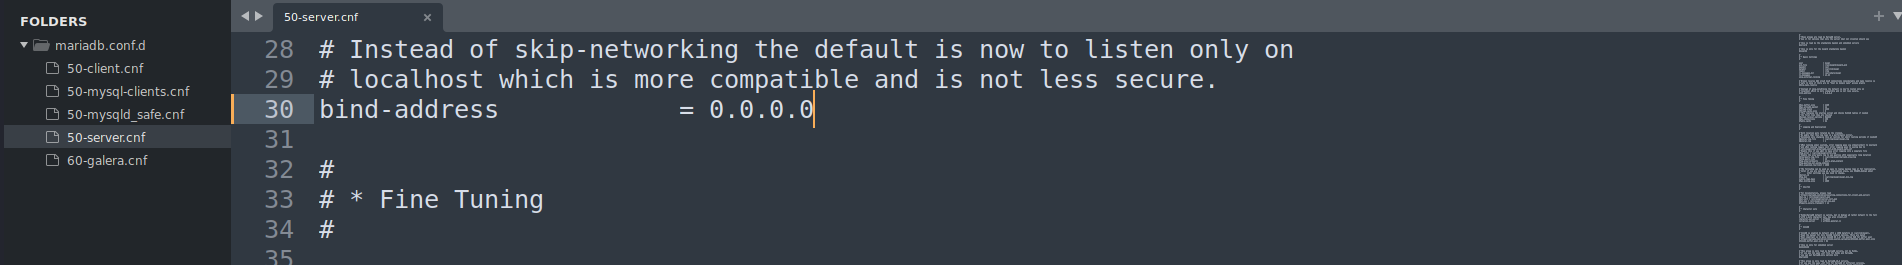 FOLDERS
mariadb.conf.d
50-client.cnf
50-mysql-clients.cnf
50-mysqld_safe.cnf
50-server.cnf
60-galera.cnf
50-server.cnf ×
28 # Instead of skip-networking the default is now to listen only on
29 # localhost which is more compatible and is not less secure.
30 bind-address = 0.0.0.0
31
32 #
33 # * Fine Tuning
34 #
35